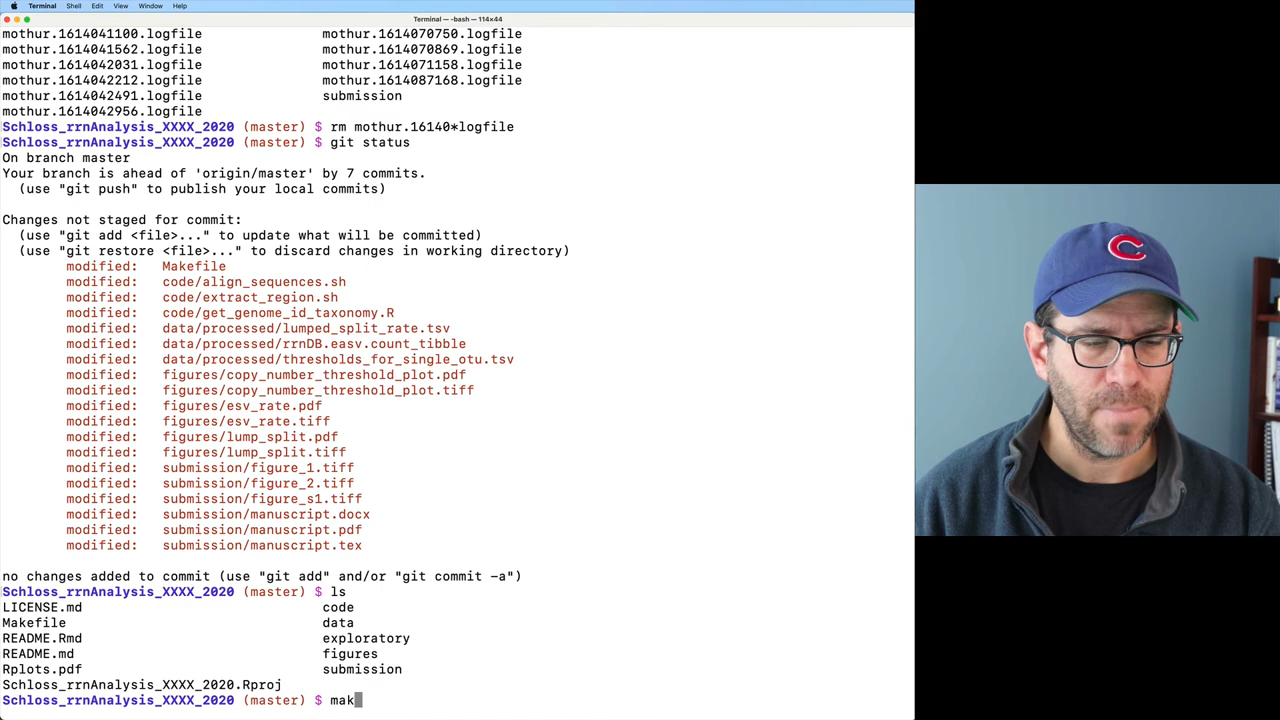 Terminal Shell Edit View Window Help
Terminal — -bash — 114×44
mothur.1614041100.logfile mothur.1614070750.logfile
mothur.1614041562.logfile mothur.1614070869.logfile
mothur.1614042031.logfile mothur.1614071158.logfile
mothur.1614042212.logfile mothur.1614087168.logfile
mothur.1614042491.logfile submission
mothur.1614042956.logfile
Schloss_rrnAnalysis_XXXX_2020 (master) $ rm mothur.16140*logfile
Schloss_rrnAnalysis_XXXX_2020 (master) $ git status
On branch master
Your branch is ahead of 'origin/master' by 7 commits.
(use "git push" to publish your local commits)
Changes not staged for commit:
(use "git add <file>..." to update what will be committed)
(use "git restore <file>..." to discard changes in working directory)
modified: Makefile
modified: code/align_sequences.sh
modified: code/extract_region.sh
modified: code/get_genome_id_taxonomy.R
modified: data/processed/lumped_split_rate.tsv
modified: data/processed/rrnDB.easv.count_tibble
modified: data/processed/thresholds_for_single_otu.tsv
modified: figures/copy_number_threshold_plot.pdf
modified: figures/copy_number_threshold_plot.tiff
modified: figures/esv_rate.pdf
modified: figures/esv_rate.tiff
modified: figures/lump_split.pdf
modified: figures/lump_split.tiff
modified: submission/figure_1.tiff
modified: submission/figure_2.tiff
modified: submission/figure_s1.tiff
modified: submission/manuscript.docx
modified: submission/manuscript.pdf
modified: submission/manuscript.tex
no changes added to commit (use "git add" and/or "git commit -a")
Schloss_rrnAnalysis_XXXX_2020 (master) $ ls
LICENSE.md code
Makefile data
README.Rmd exploratory
README.md figures
Rplots.pdf submission
Schloss_rrnAnalysis_XXXX_2020.Rproj
Schloss_rrnAnalysis_XXXX_2020 (master) $ mak
C